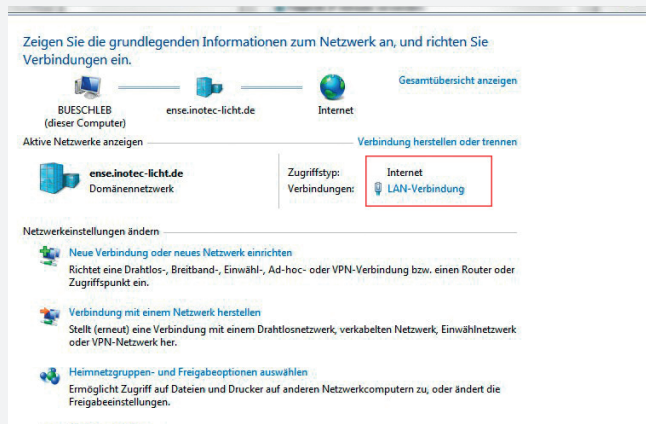 Zeigen Sie die grundlegenden Informationen zum Netzwerk an, und richten Sie
Verbindungen ein.
Gesamtübersicht anzeigen
BUESCHLEB
(dieser Computer)
ense.inotec-licht.de
Internet
Aktive Netzwerke anzeigen
Verbindung herstellen oder trennen
ense.inotec-licht.de
Domänennetzwerk
Zugriffstyp: Internet
Verbindungen: LAN-Verbindung
Netzwerkeinstellungen ändern
Neue Verbindung oder neues Netzwerk einrichten
Richtet eine Drahtlos-, Breitband-, Einwähl-, Ad-hoc- oder VPN-Verbindung bzw. einen Router oder
Zugriffspunkt ein.
Verbindung mit einem Netzwerk herstellen
Stellt (erneut) eine Verbindung mit einem Drahtlosnetzwerk, verkabelten Netzwerk, Einwählnetzwerk
oder VPN-Netzwerk her.
Heimnetzgruppen- und Freigabeoptionen auswählen
Ermöglicht Zugriff auf Dateien und Drucker auf anderen Netzwerkcomputern zu, oder ändert die
Freigabeeinstellungen.